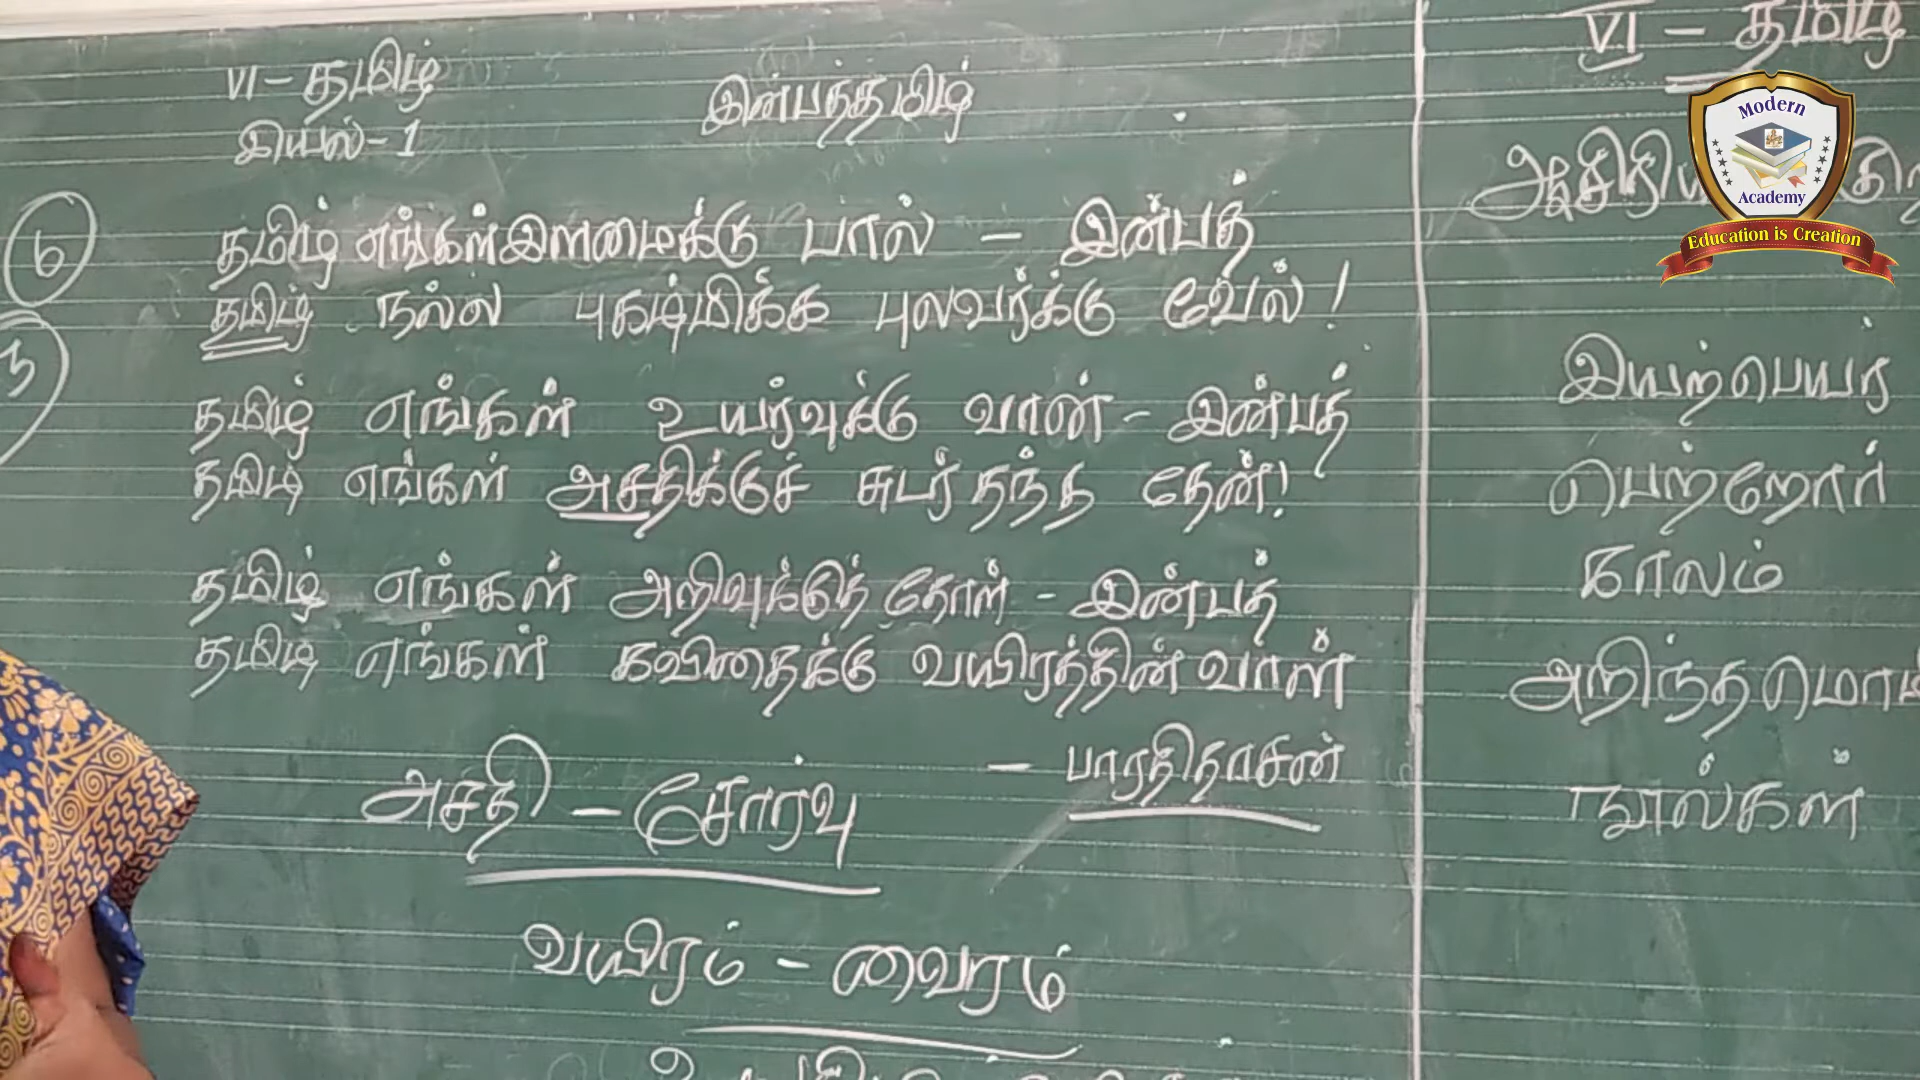 VI - தமிழ்
இன்பத்தமிழ்
இயல் - 1
தமிழ் எங்கள் இளமைக்கு பால் - இன்பத்
தமிழ் நல்ல புகழ்மிக்க புலவர்க்கு வேல்!
தமிழ் எங்கள் உயர்வுக்கு வான் - இன்பத்
தமிழ் எங்கள் அசதிக்குச் சுடர் தந்த தேன்!
தமிழ் எங்கள் அறிவுக்குத் தோள் - இன்பத்
தமிழ் எங்கள் கவிதைக்கு வயிரத்தின் வாள்
- பாரதிதாசன்
அசதி - சோர்வு
வயிரம் - வைரம்
VI - தமிழ்
இயற்பெயர்
பெற்றோர்
காலம்
நூல்கள்
Modern
Academy
Education is Creation